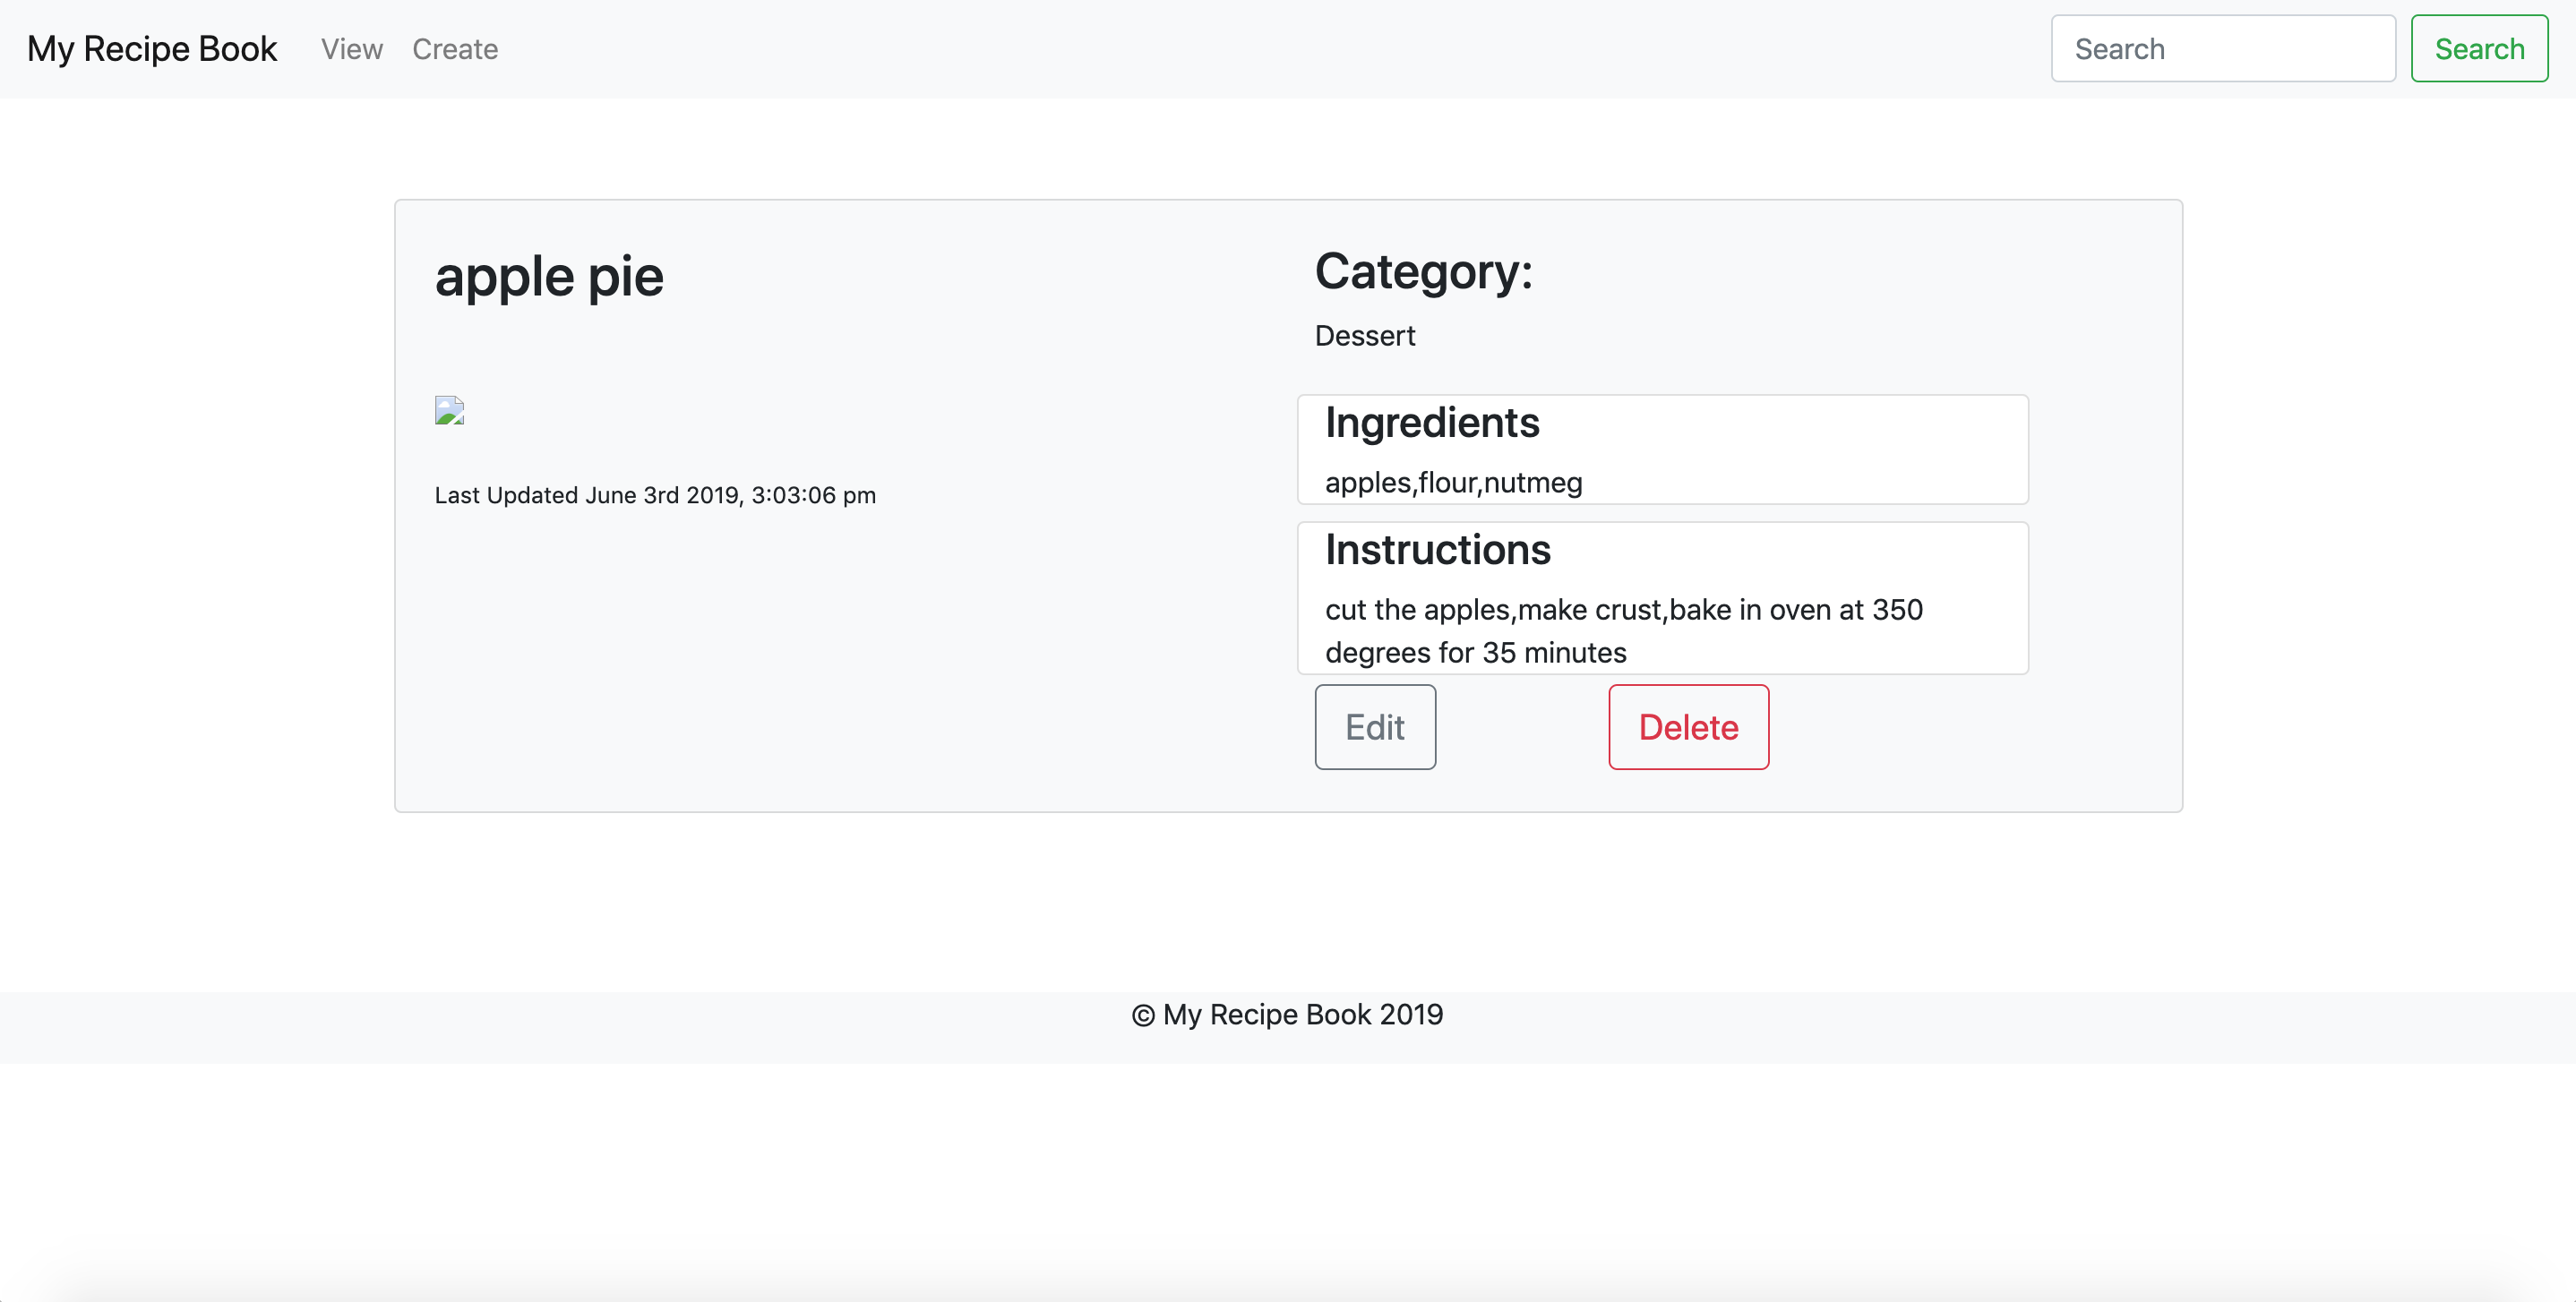 My Recipe Book View Create Search Search
apple pie
Last Updated June 3rd 2019, 3:03:06 pm
Category:
Dessert
Ingredients
apples,flour,nutmeg
Instructions
cut the apples,make crust,bake in oven at 350
degrees for 35 minutes
Edit Delete
© My Recipe Book 2019